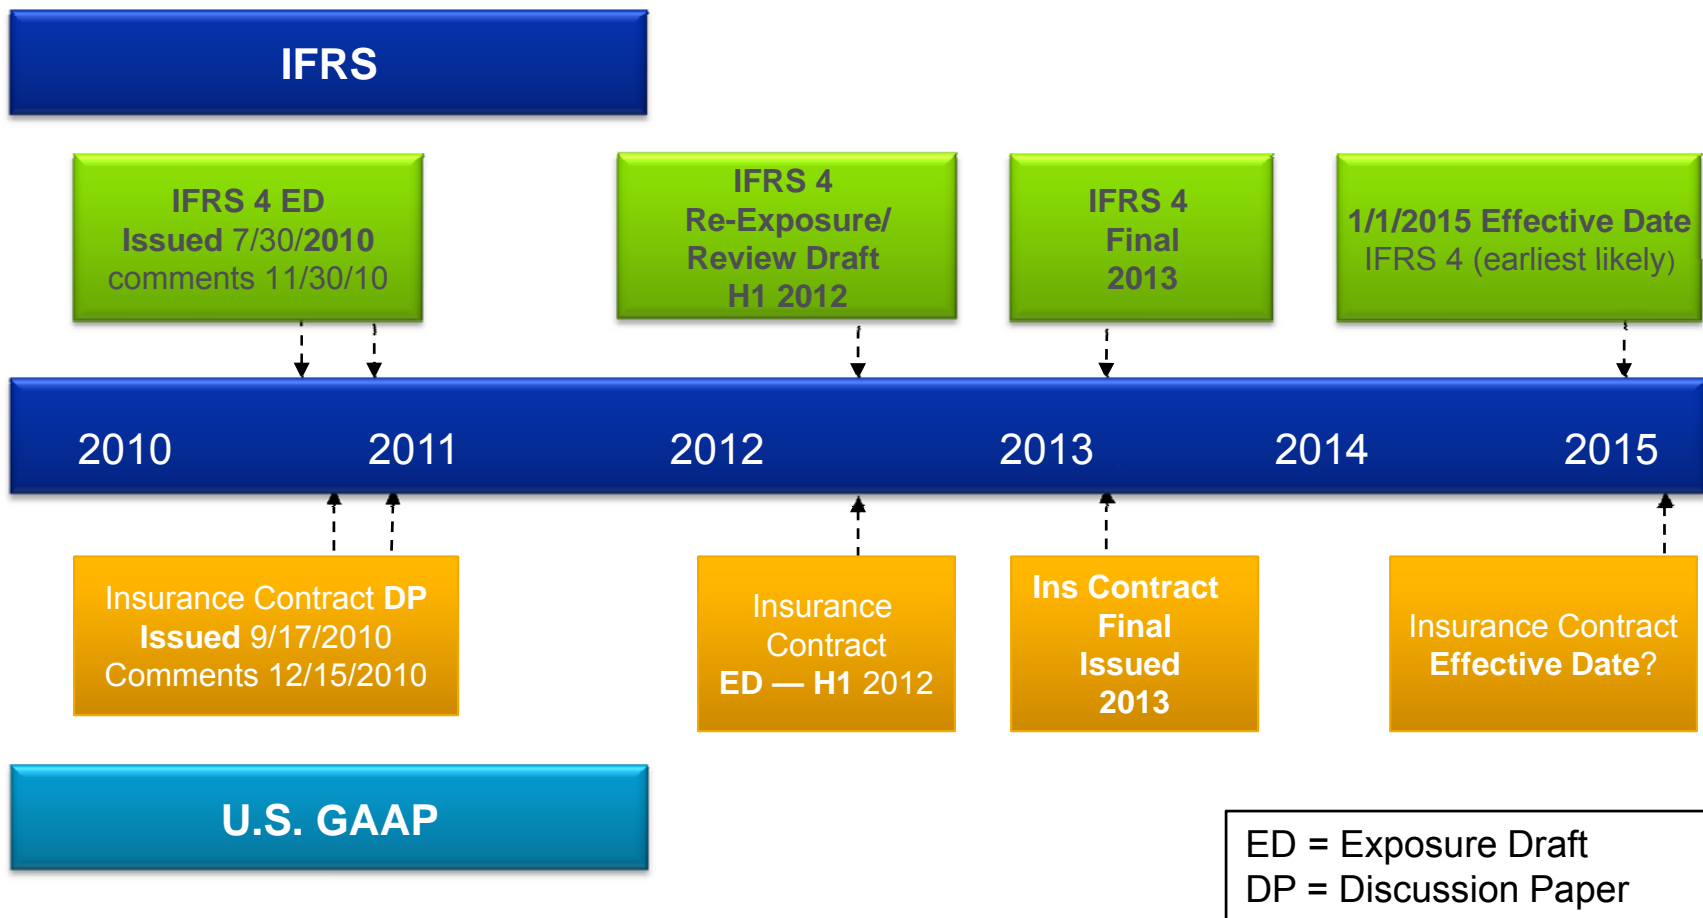 IFRS
IFRS 4 ED
Issued 7/30/2010
comments 11/30/10
IFRS 4
Re-Exposure/
Review Draft
H1 2012
IFRS 4
Final
2013
1/1/2015 Effective Date
IFRS 4 (earliest likely)
2010 2011 2012 2013 2014 2015
Insurance Contract DP
Issued 9/17/2010
Comments 12/15/2010
Insurance
Contract
ED — H1 2012
Ins Contract
Final
Issued
2013
Insurance Contract
Effective Date?
U.S. GAAP
ED = Exposure Draft
DP = Discussion Paper